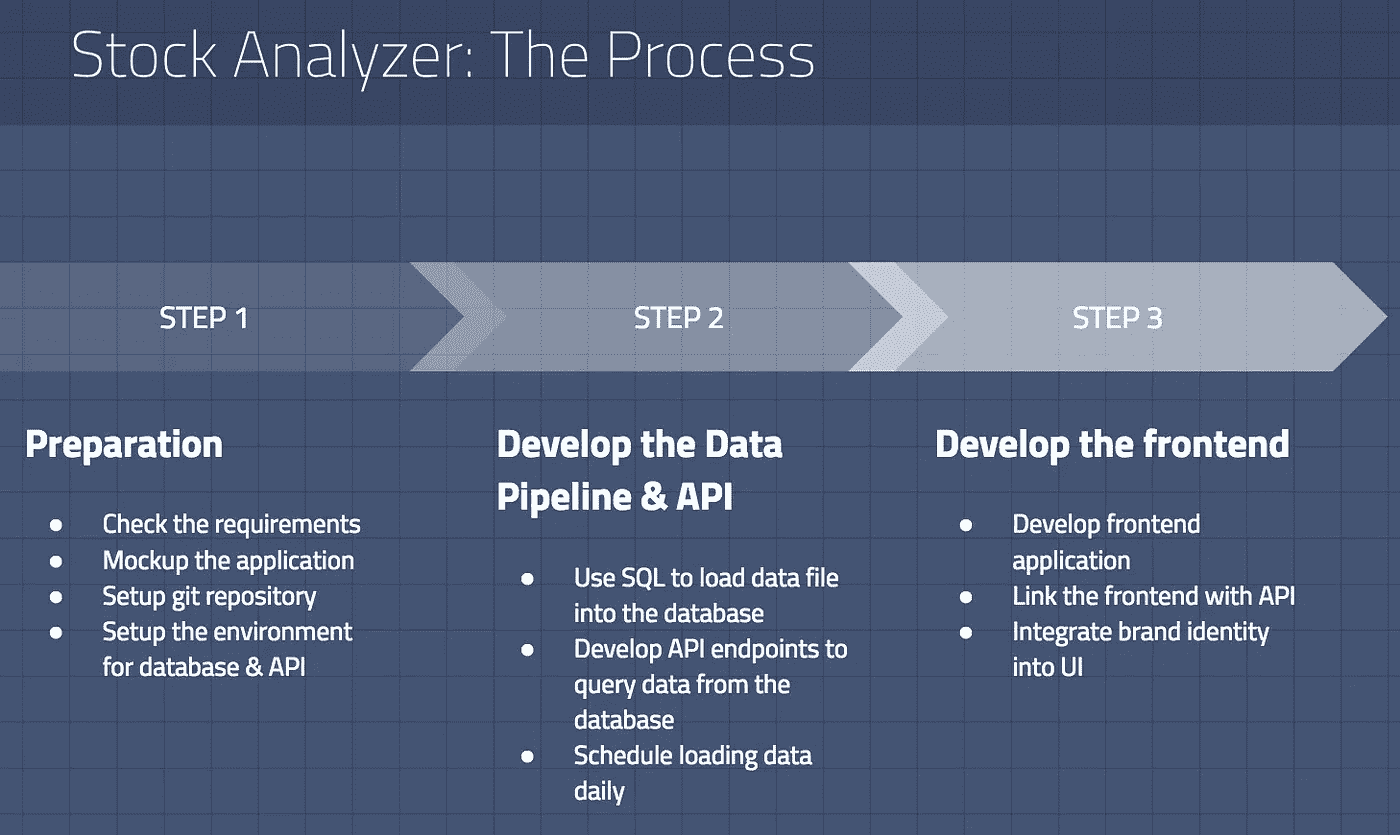 Stock Analyzer: The Process
STEP 1
STEP 2
STEP 3
Preparation
● Check the requirements
● Mockup the application
● Setup git repository
● Setup the environment
for database & API
Develop the Data
Pipeline & API
● Use SQL to load data file
into the database
● Develop API endpoints to
query data from the
database
● Schedule loading data
daily
Develop the frontend
● Develop frontend
application
● Link the frontend with API
● Integrate brand identity
into UI